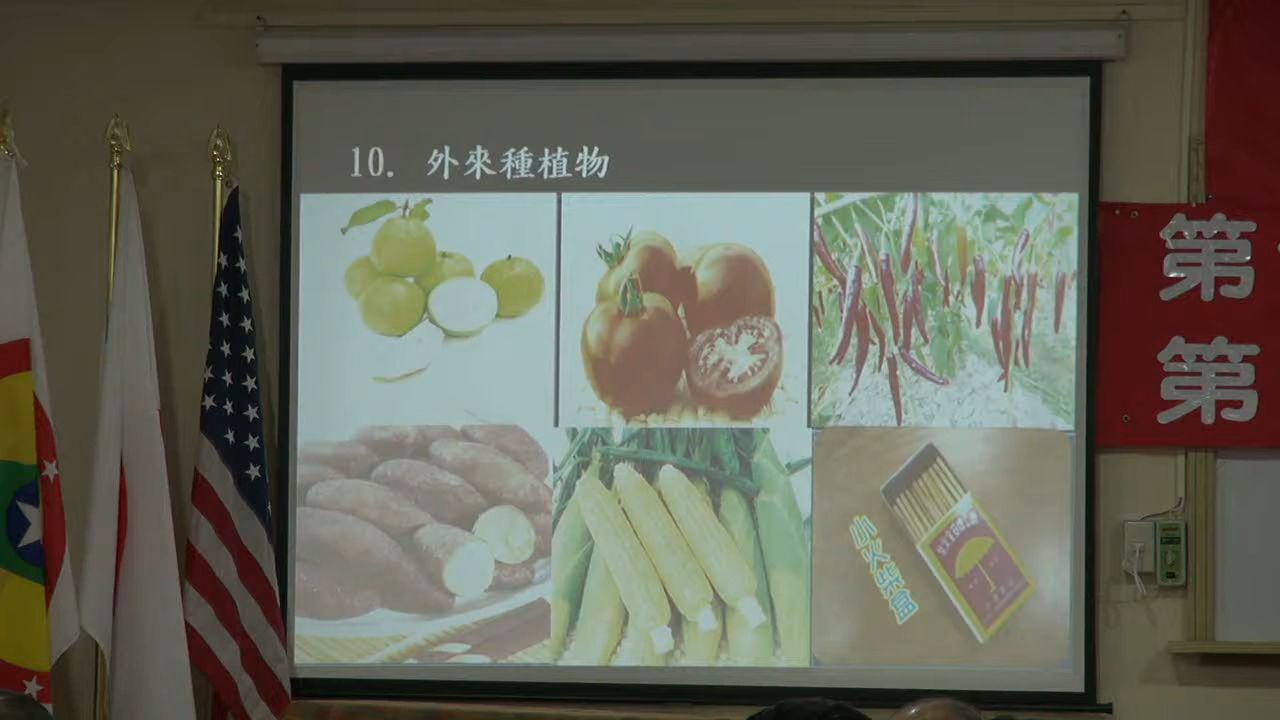 10. 外來種植物
小火柴盒
第
第